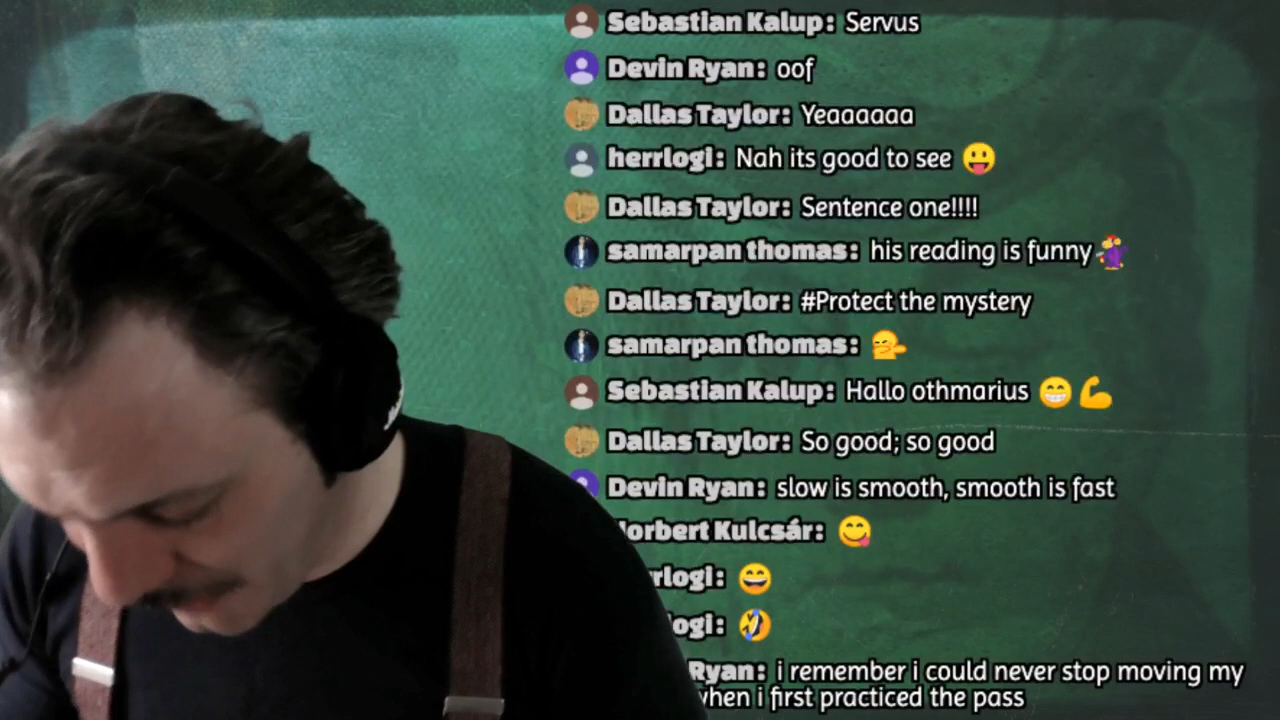 Sebastian Kalup: Servus
Devin Ryan: oof
Dallas Taylor: Yeaaaaaa
herrlogi: Nah its good to see 😛
Dallas Taylor: Sentence one!!!!
samarpan thomas: his reading is funny
Dallas Taylor: #Protect the mystery
samarpan thomas:
Sebastian Kalup: Hallo othmarius 😁💪
Dallas Taylor: So good; so good
Devin Ryan: slow is smooth, smooth is fast
Norbert Kulcsár: 😋
rlogi: 😄
ogi: 🤣
Ryan: i remember i could never stop moving my
when i first practiced the pass